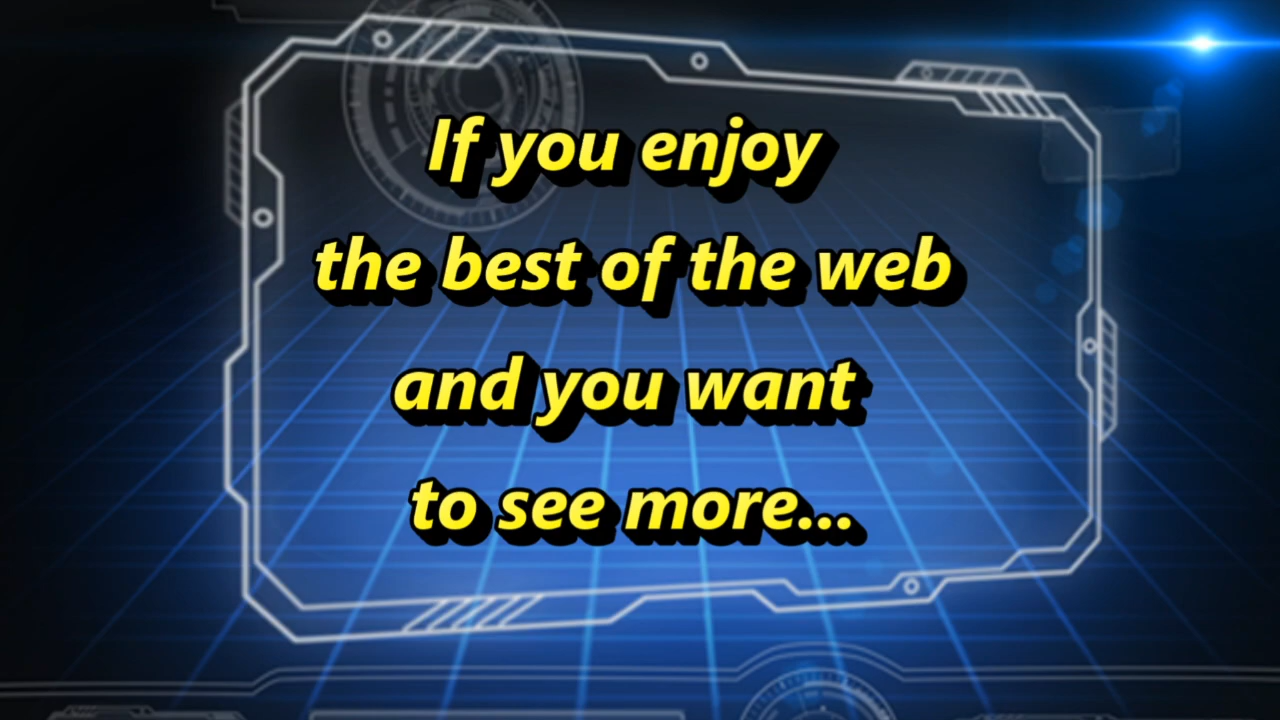 If you enjoy
the best of the web
and you want
to see more...